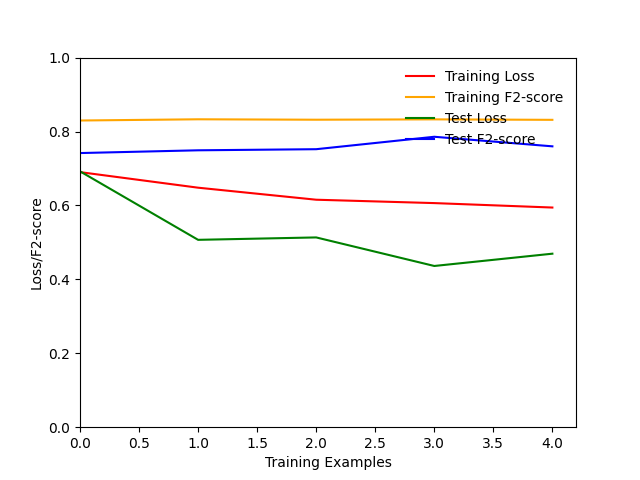 1.0
0.8
0.6
0.4
0.2
0.0
Loss/F2-score
Training Loss
Training F2-score
Test Loss
Test F2-score
0.0 0.5 1.0 1.5 2.0 2.5 3.0 3.5 4.0
Training Examples